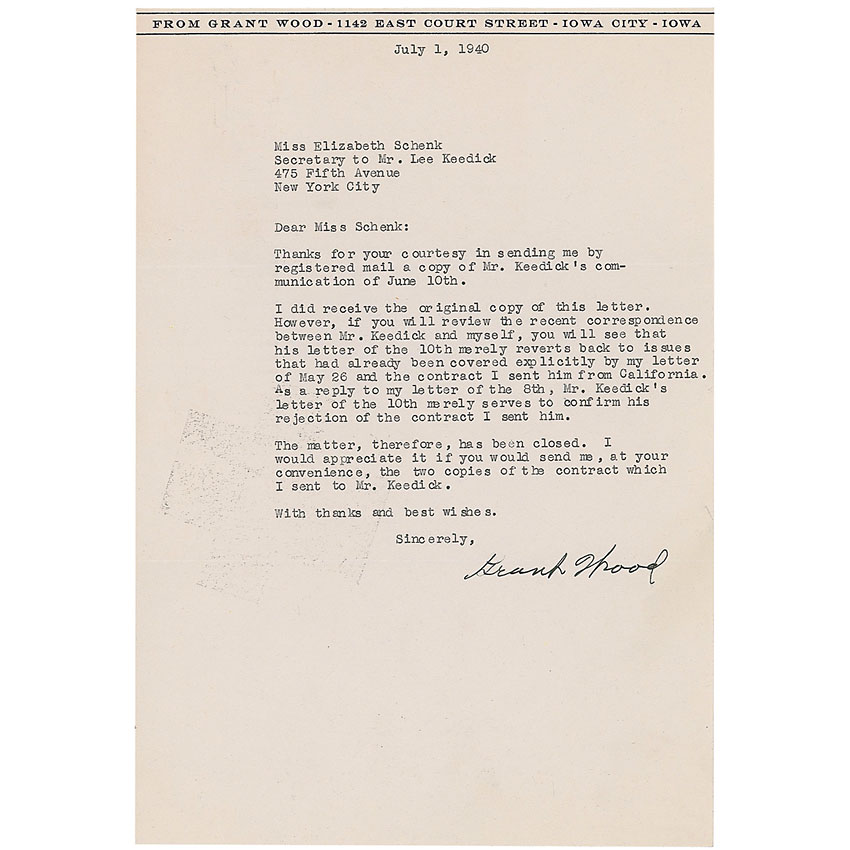 FROM GRANT WOOD - 1142 EAST COURT STREET - IOWA CITY - IOWA
July 1, 1940
Miss Elizabeth Schenk
Secretary to Mr. Lee Keedick
475 Fifth Avenue
New York City
Dear Miss Schenk:
Thanks for your courtesy in sending me by
registered mail a copy of Mr. Keedick's com-
munication of June 10th.
I did receive the original copy of this letter.
However, if you will review the recent correspondence
between Mr. Keedick and myself, you will see that
his letter of the 10th merely reverts back to issues
that had already been covered explicitly by my letter
of May 26 and the contract I sent him from California.
As a reply to my letter of the 8th, Mr. Keedick's
letter of the 10th merely serves to confirm his
rejection of the contract I sent him.
The matter, therefore, has been closed. I
would appreciate it if you would send me, at your
convenience, the two copies of the contract which
I sent to Mr. Keedick.
With thanks and best wishes.
Sincerely,
Grant Wood